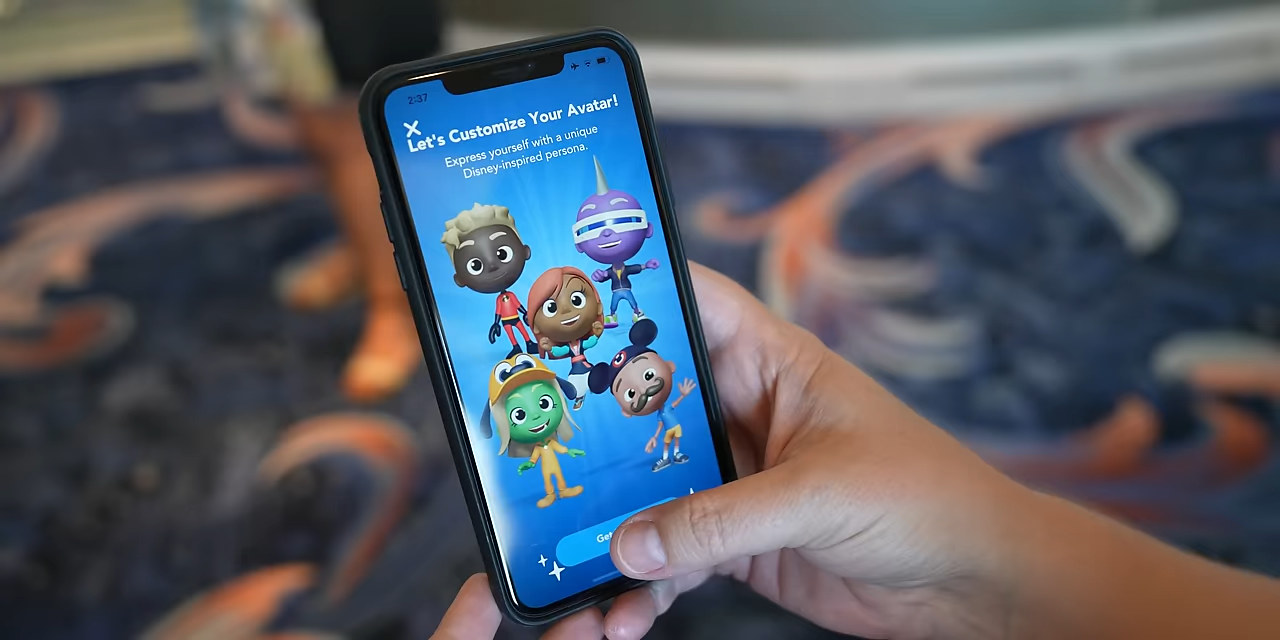 2:37
Let's Customize Your Avatar!
Express yourself with a unique
Disney-inspired persona.